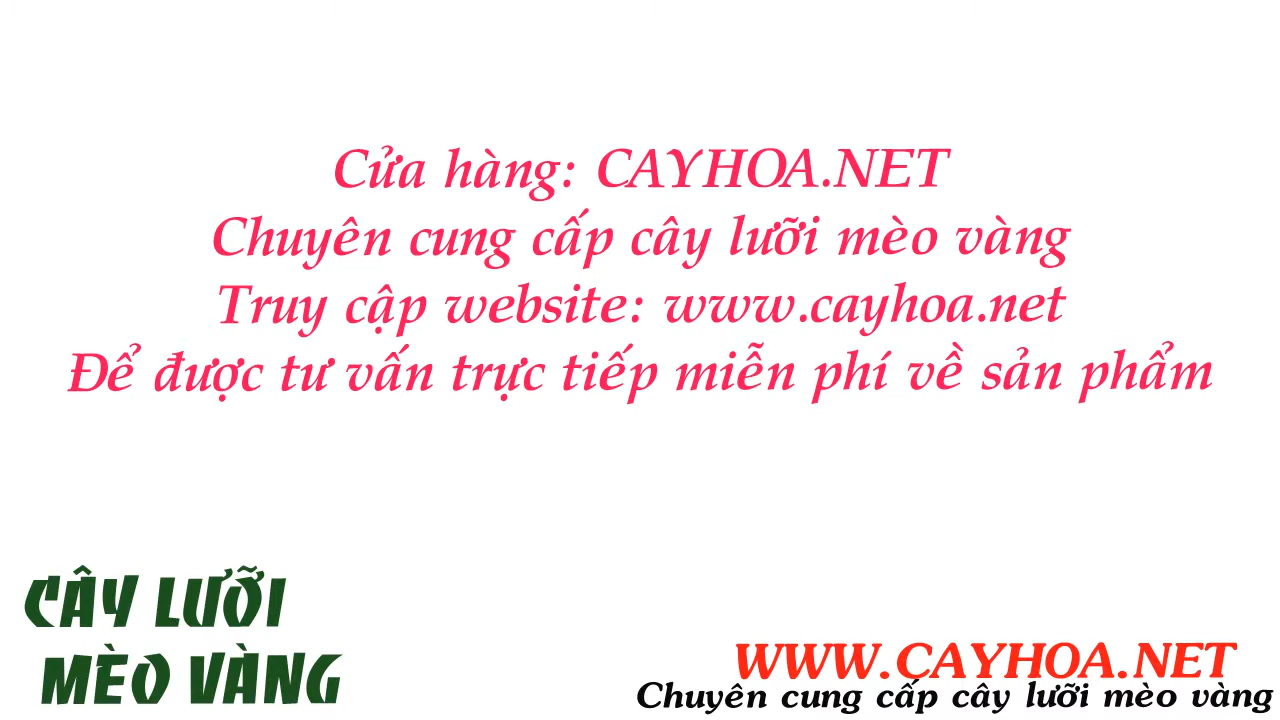 Cửa hàng: CAYHOA.NET
Chuyên cung cấp cây lưỡi mèo vàng
Truy cập website: www.cayhoa.net
Để được tư vấn trực tiếp miễn phí về sản phẩm
CÂY LƯỠI
MÈO VÀNG
WWW.CAYHOA.NET
Chuyên cung cấp cây lưỡi mèo vàng